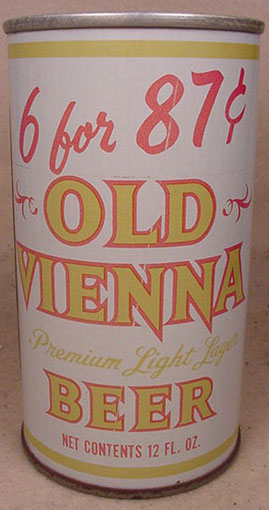 6 for 87¢
OLD
VIENNA
Premium Light Lager
BEER
NET CONTENTS 12 FL. OZ.